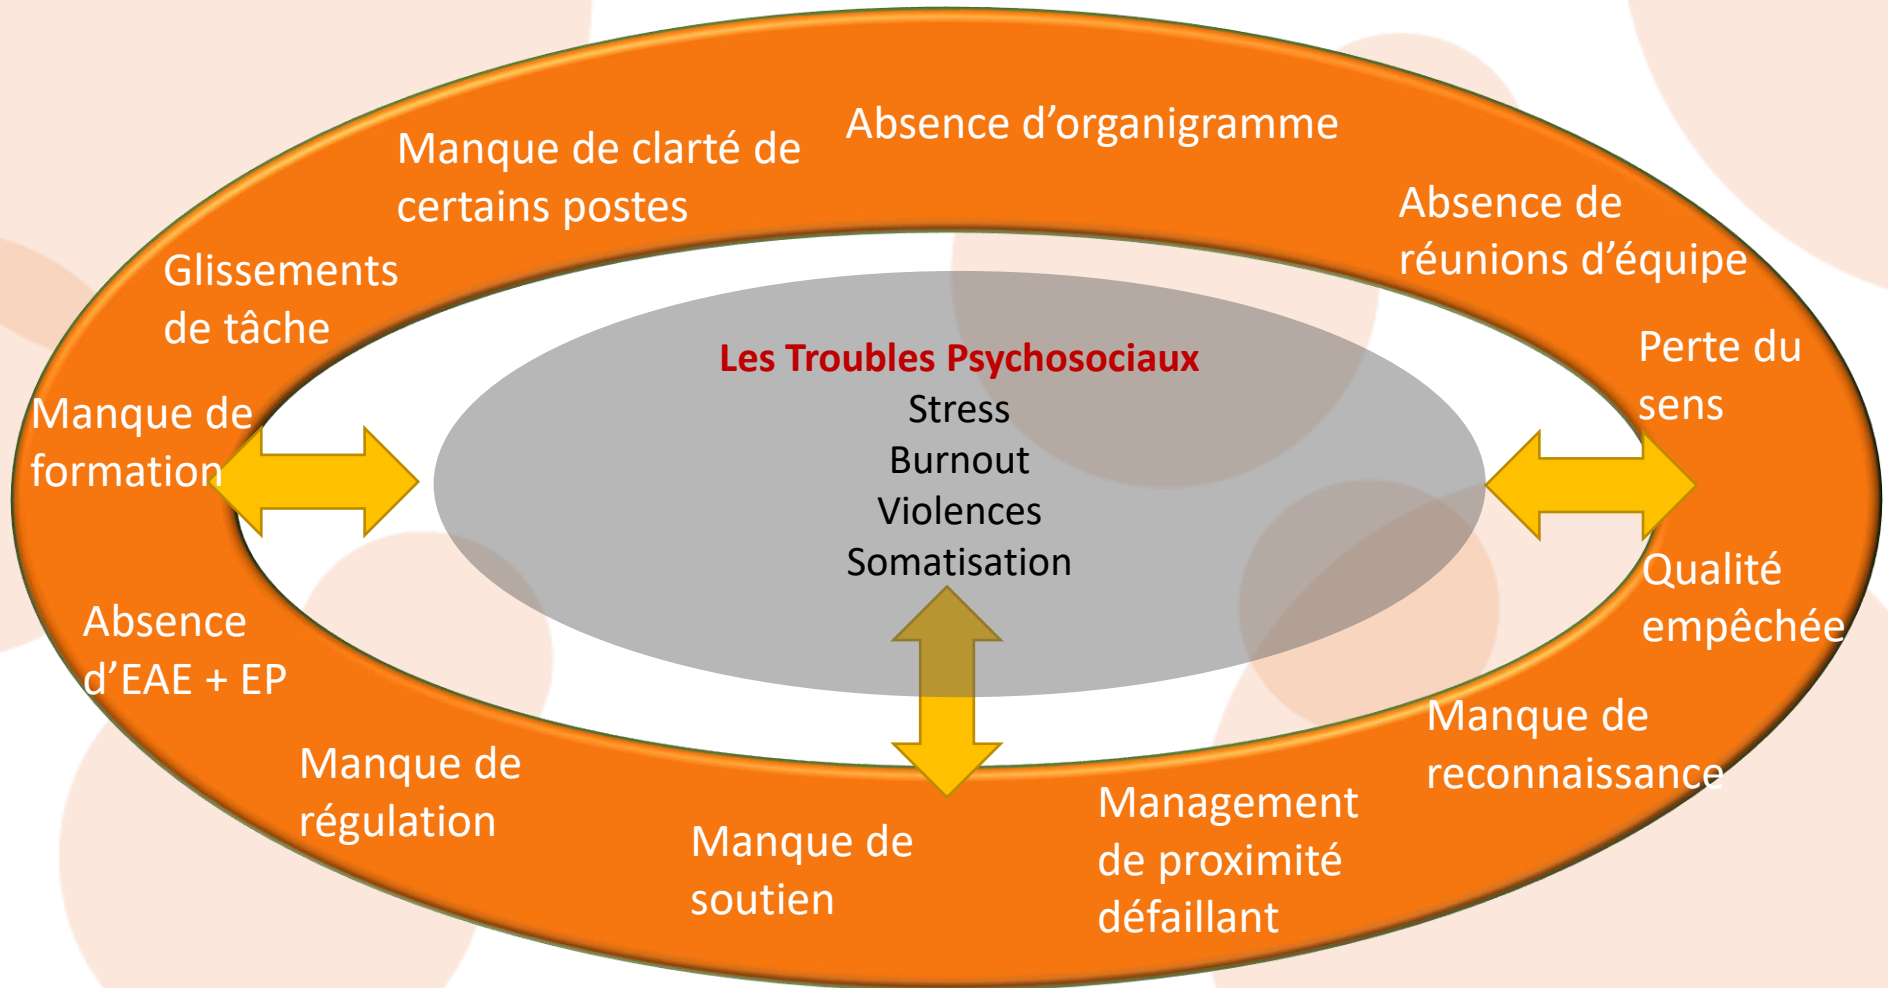 Absence d’organigramme
Manque de clarté de
certains postes
Absence de
réunions d’équipe
Glissements
de tâche
Perte du
sens
Les Troubles Psychosociaux
Stress
Burnout
Violences
Somatisation
Manque de
formation
Qualité
empêchée
Absence
d’EAE + EP
Manque de
reconnaissance
Manque de
régulation
Management
de proximité
défaillant
Manque de
soutien